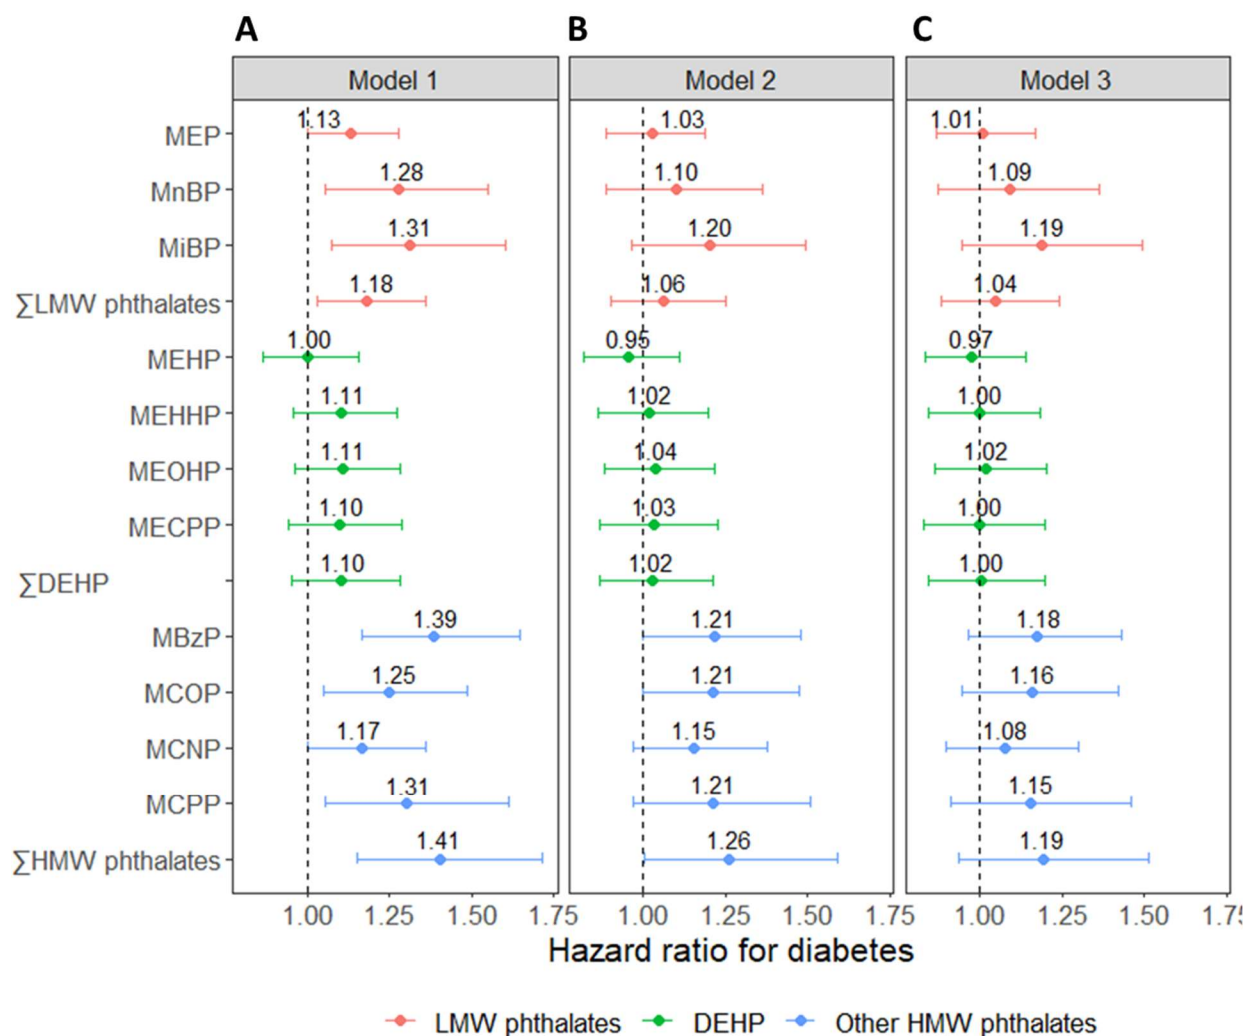 A B C
Model 1 Model 2 Model 3
MEP 1.13 1.03 1.01
MnBP 1.28 1.10 1.09
MiBP 1.31 1.20 1.19
∑LMW phthalates 1.18 1.06 1.04
MEHP 1.00 0.95 0.97
MEHHP 1.11 1.02 1.00
MEOHP 1.11 1.04 1.02
MECPP 1.10 1.03 1.00
∑DEHP 1.10 1.02 1.00
MBzP 1.39 1.21 1.18
MCOP 1.25 1.21 1.16
MCNP 1.17 1.15 1.08
MCPP 1.31 1.21 1.15
∑HMW phthalates 1.41 1.26 1.19
1.00 1.25 1.50 1.75 1.00 1.25 1.50 1.75 1.00 1.25 1.50 1.75
Hazard ratio for diabetes
LMW phthalates DEHP Other HMW phthalates